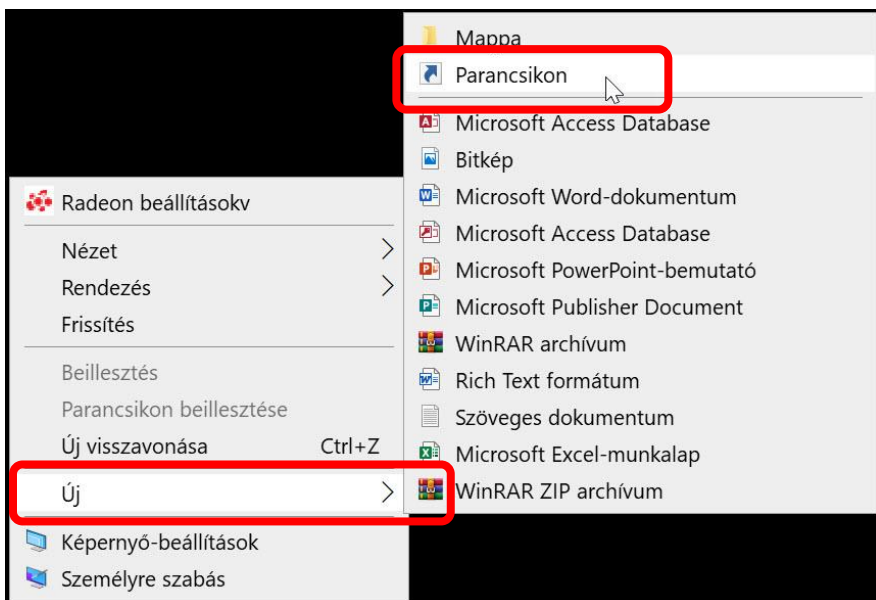 Mappa
Parancsikon
Microsoft Access Database
Bitkép
Microsoft Word-dokumentum
Microsoft Access Database
Microsoft PowerPoint-bemutató
Microsoft Publisher Document
WinRAR archívum
Rich Text formátum
Szöveges dokumentum
Microsoft Excel-munkalap
WinRAR ZIP archívum
Radeon beállításokv
Nézet
Rendezés
Frissítés
Beillesztés
Parancsikon beillesztése
Új visszavonása Ctrl+Z
Új
Képernyő-beállítások
Személyre szabás